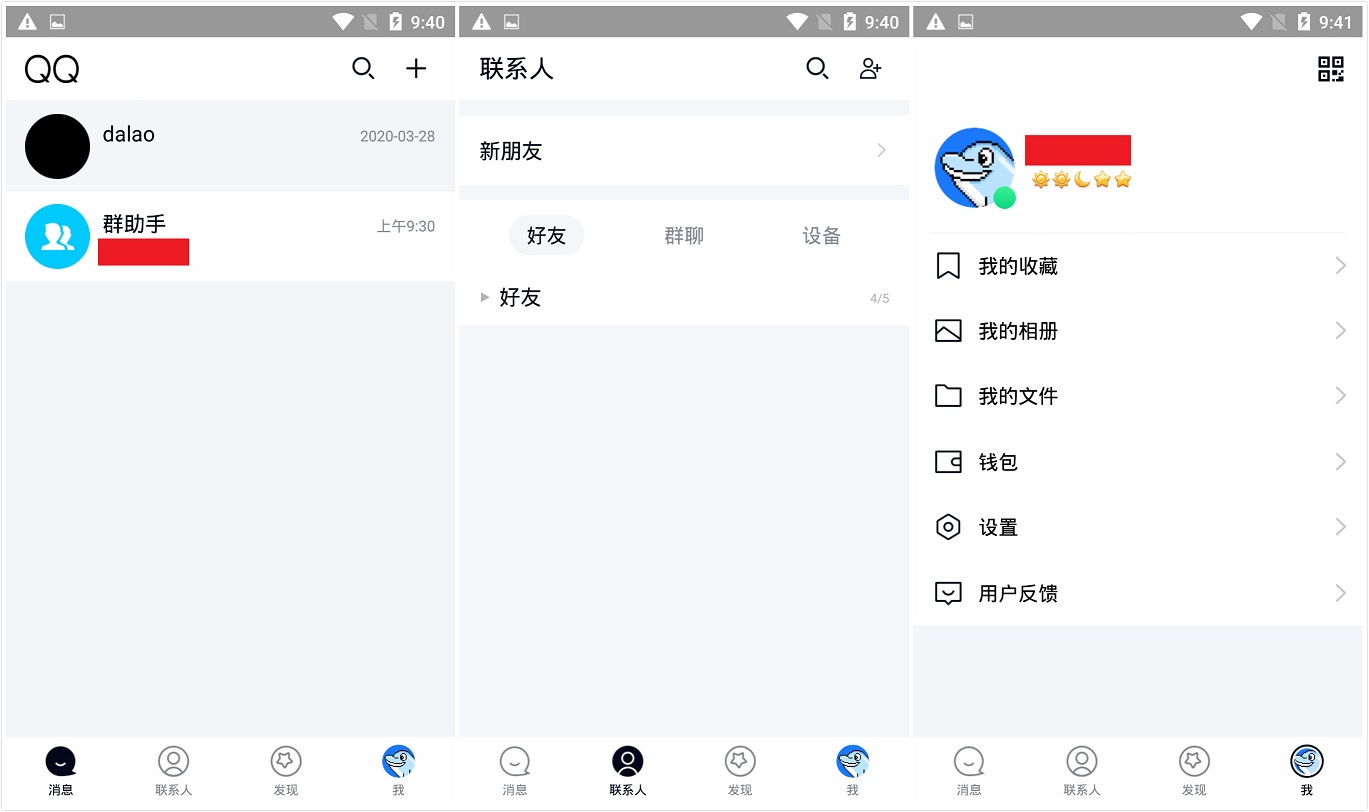 9:40
QQ
dalao
2020-03-28
群助手
上午9:30
消息
联系人
发现
我
9:40
联系人
新朋友
好友
群聊
设备
好友
4/5
消息
联系人
发现
我
9:41
我的收藏
我的相册
我的文件
钱包
设置
用户反馈
消息
联系人
发现
我